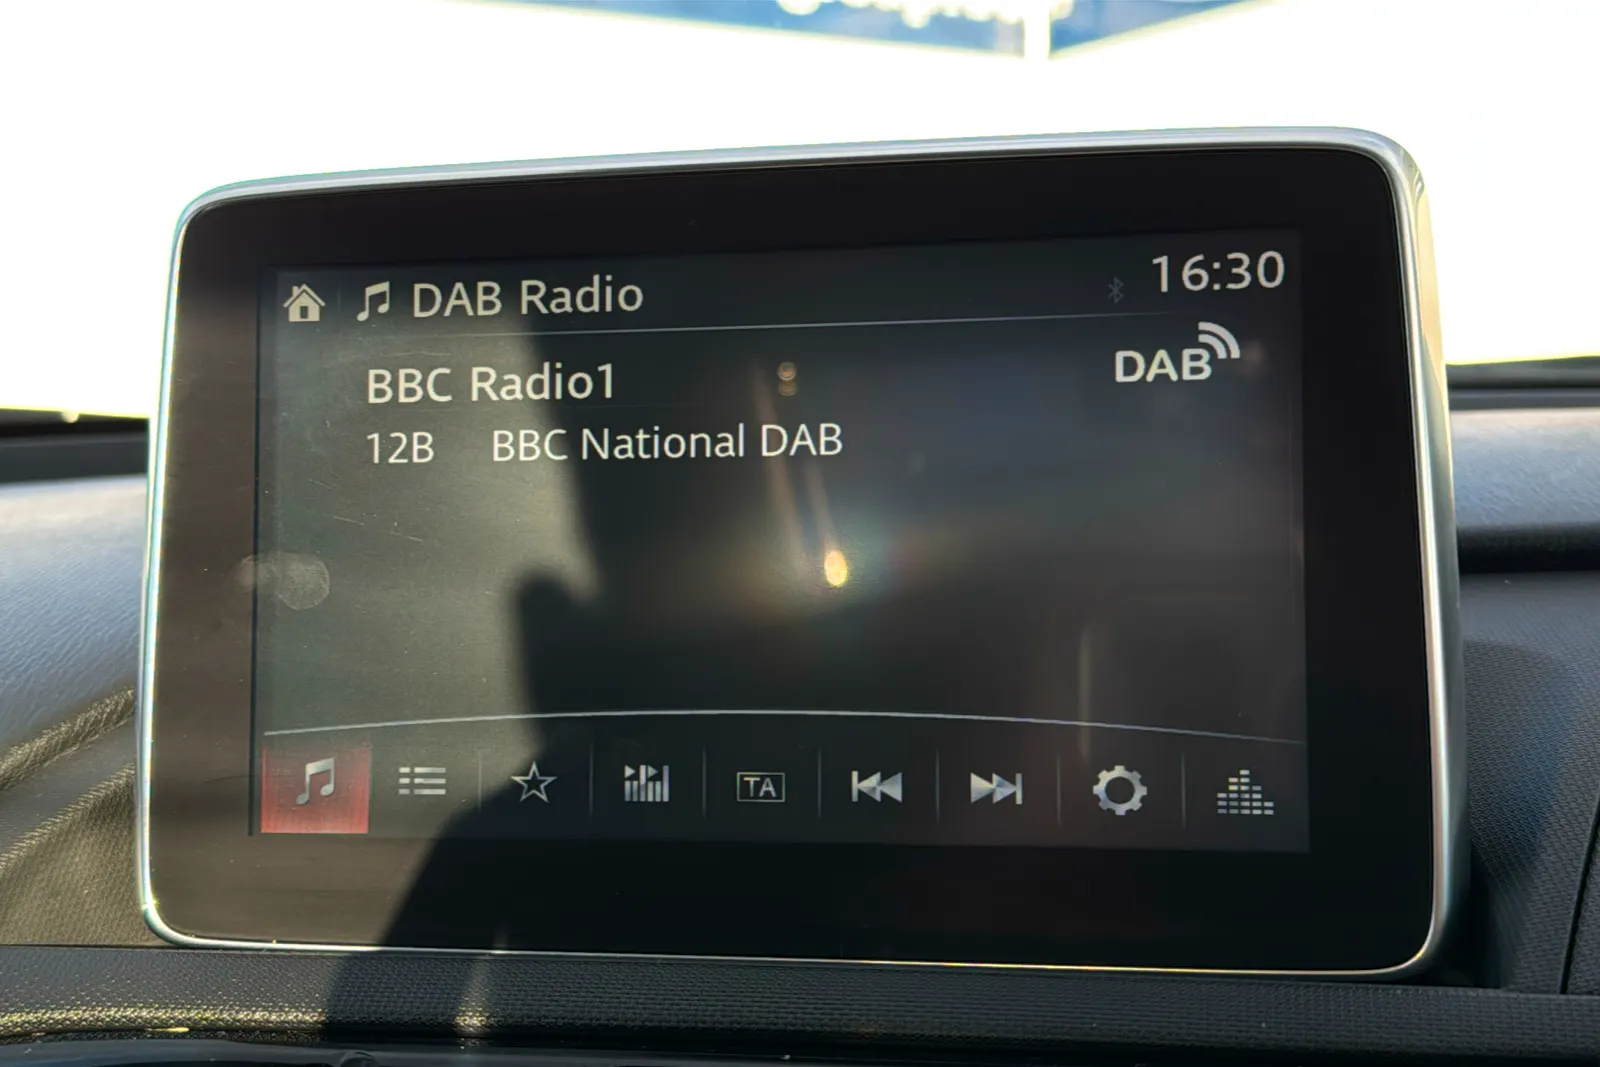 DAB Radio 16:30
BBC Radio1 DAB
12B BBC National DAB
TA